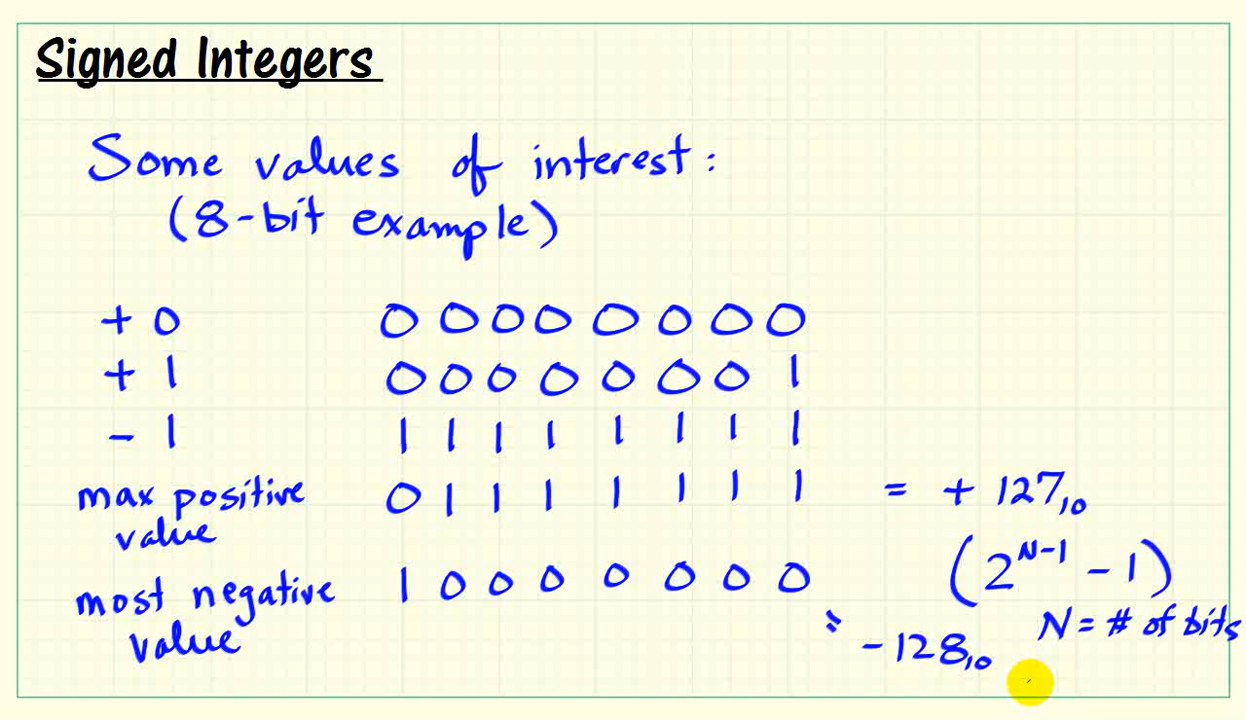 Signed Integers
Some values of interest:
(8-bit example)
+ 0 0 0 0 0 0 0 0 0
+ 1 0 0 0 0 0 0 0 1
- 1 1 1 1 1 1 1 1 1
max positive value 0 1 1 1 1 1 1 1 = + 127₁₀
(2ᴺ⁻¹ - 1)
N = # of bits
most negative value 1 0 0 0 0 0 0 0 = -128₁₀